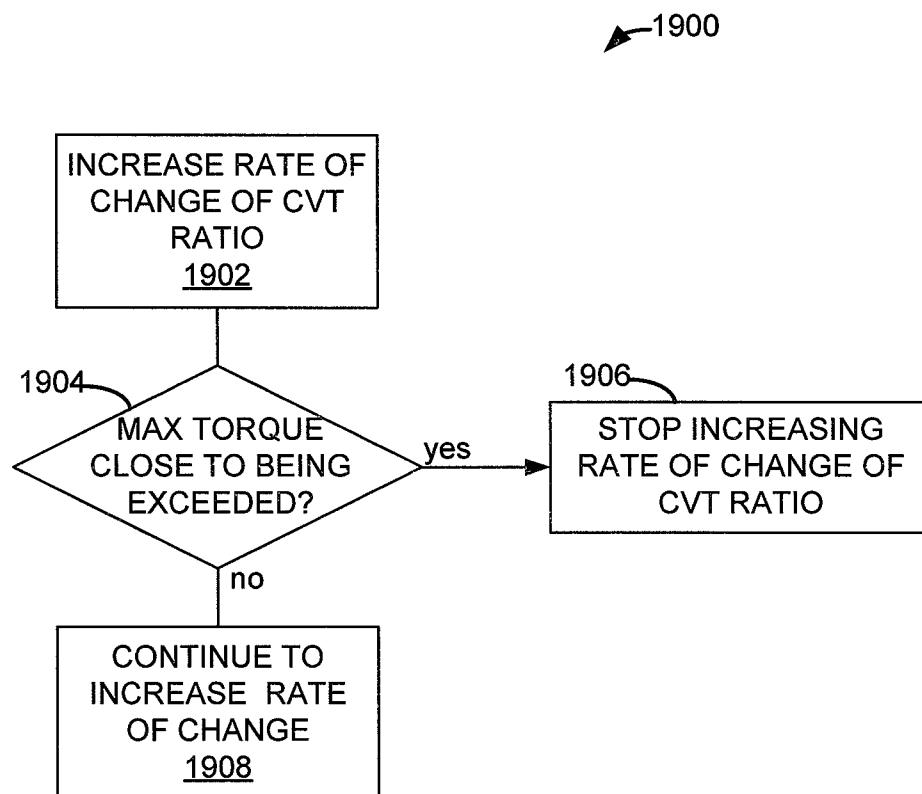 1900
INCREASE RATE OF
CHANGE OF CVT
RATIO
1902
1904
MAX TORQUE
CLOSE TO BEING
EXCEEDED?
yes
1906
STOP INCREASING
RATE OF CHANGE OF
CVT RATIO
no
CONTINUE TO
INCREASE RATE
OF CHANGE
1908